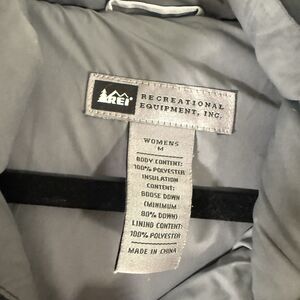 REI
RECREATIONAL
EQUIPMENT, INC.
WOMENS
M
BODY CONTENT:
100% POLYESTER
INSULATION
CONTENT:
GOOSE DOWN
(MINIMUM
80% DOWN)
LINING CONTENT:
100% POLYESTER
MADE IN CHINA